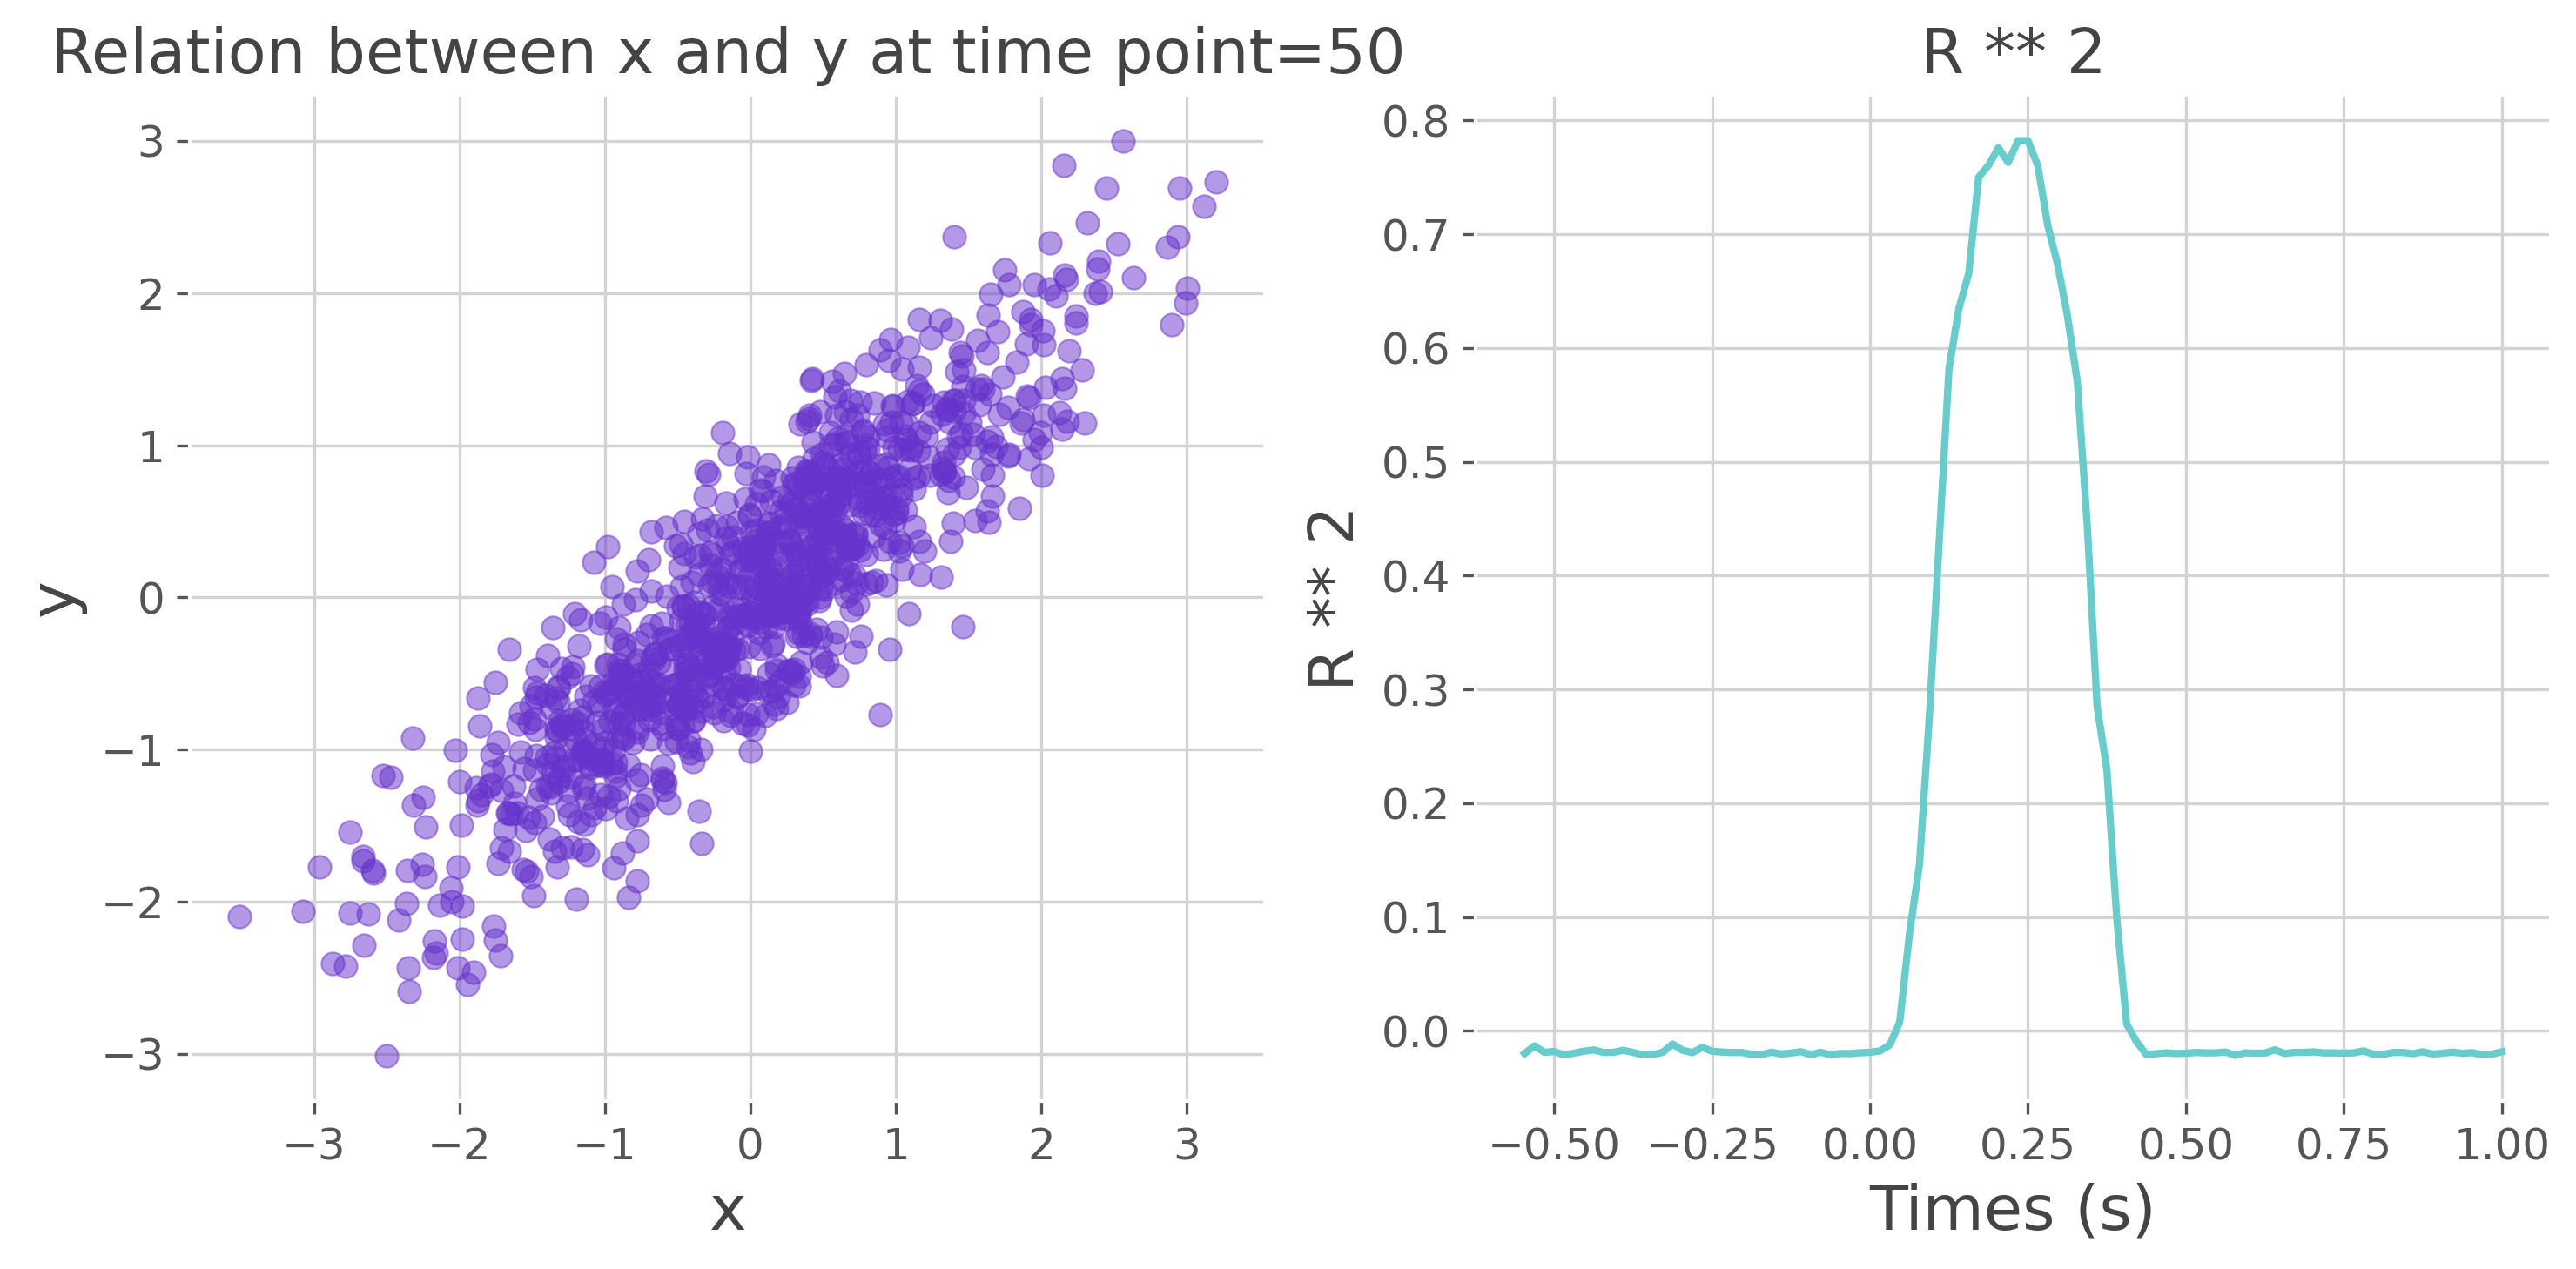 Relation between x and y at time point=50
3
2
1
0
−1
−2
−3
y
−3 −2 −1 0 1 2 3
x
R ** 2
0.8
0.7
0.6
0.5
0.4
0.3
0.2
0.1
0.0
R ** 2
−0.50 −0.25 0.00 0.25 0.50 0.75 1.00
Times (s)